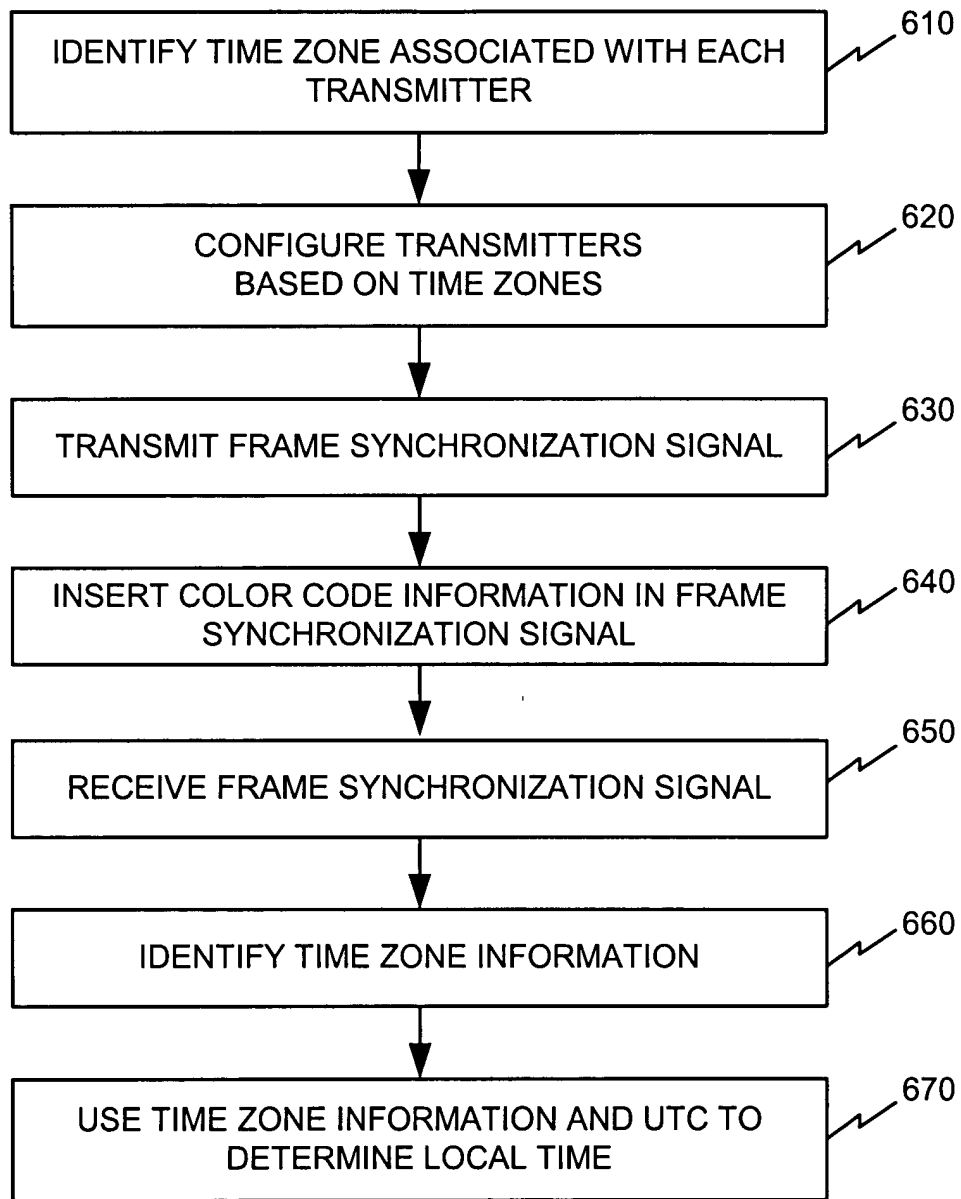 610
IDENTIFY TIME ZONE ASSOCIATED WITH EACH
TRANSMITTER
620
CONFIGURE TRANSMITTERS
BASED ON TIME ZONES
630
TRANSMIT FRAME SYNCHRONIZATION SIGNAL
640
INSERT COLOR CODE INFORMATION IN FRAME
SYNCHRONIZATION SIGNAL
650
RECEIVE FRAME SYNCHRONIZATION SIGNAL
660
IDENTIFY TIME ZONE INFORMATION
670
USE TIME ZONE INFORMATION AND UTC TO
DETERMINE LOCAL TIME